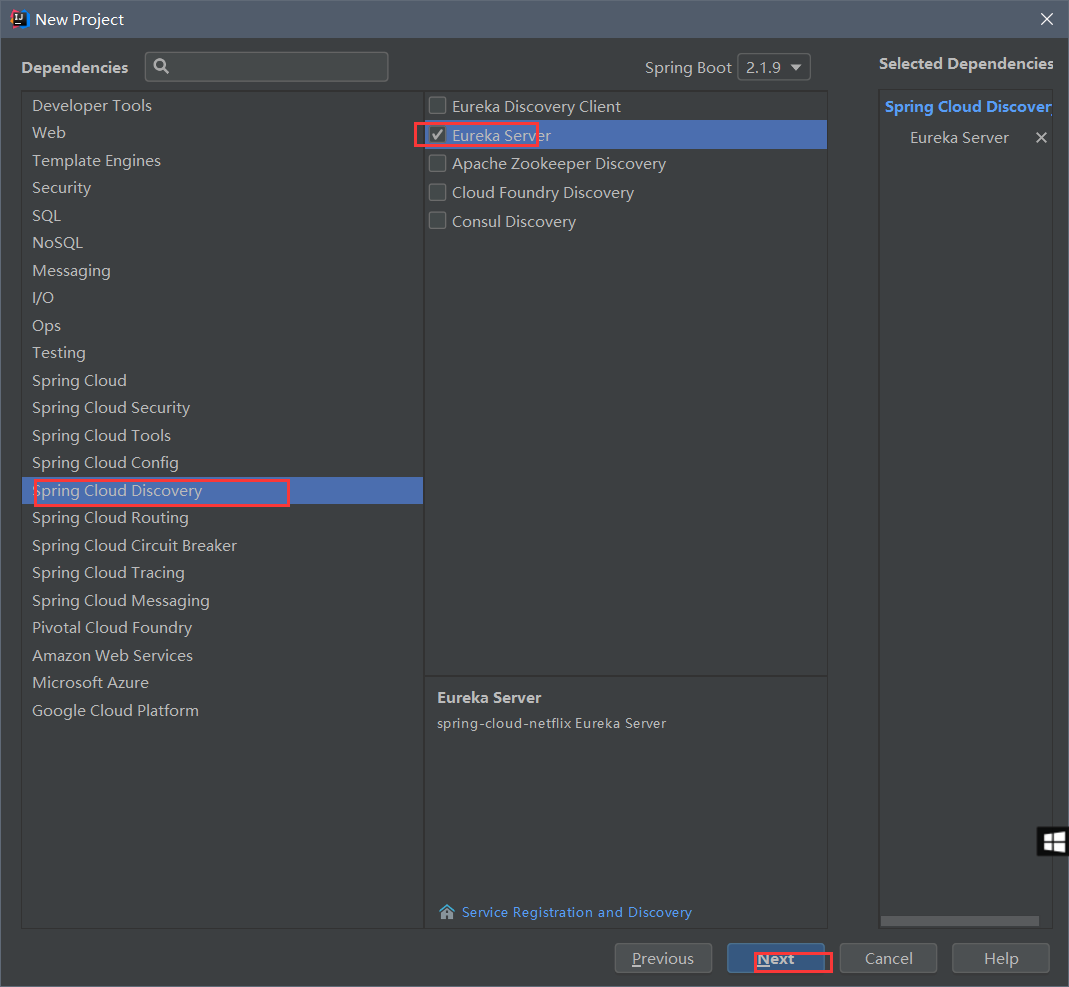 New Project
Dependencies
Spring Boot 2.1.9
Selected Dependencies
Developer Tools
Web
Template Engines
Security
SQL
NoSQL
Messaging
I/O
Ops
Testing
Spring Cloud
Spring Cloud Security
Spring Cloud Tools
Spring Cloud Config
Spring Cloud Discovery
Spring Cloud Routing
Spring Cloud Circuit Breaker
Spring Cloud Tracing
Spring Cloud Messaging
Pivotal Cloud Foundry
Amazon Web Services
Microsoft Azure
Google Cloud Platform
Eureka Discovery Client
Eureka Server
Apache Zookeeper Discovery
Cloud Foundry Discovery
Consul Discovery
Eureka Server
spring-cloud-netflix Eureka Server
Service Registration and Discovery
Spring Cloud Discover
Eureka Server
Previous
Next
Cancel
Help